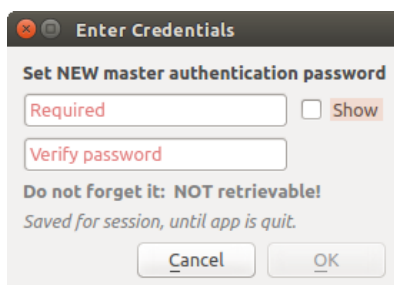 Enter Credentials
Set NEW master authentication password
Required
Show
Verify password
Do not forget it: NOT retrievable!
Saved for session, until app is quit.
Cancel
OK